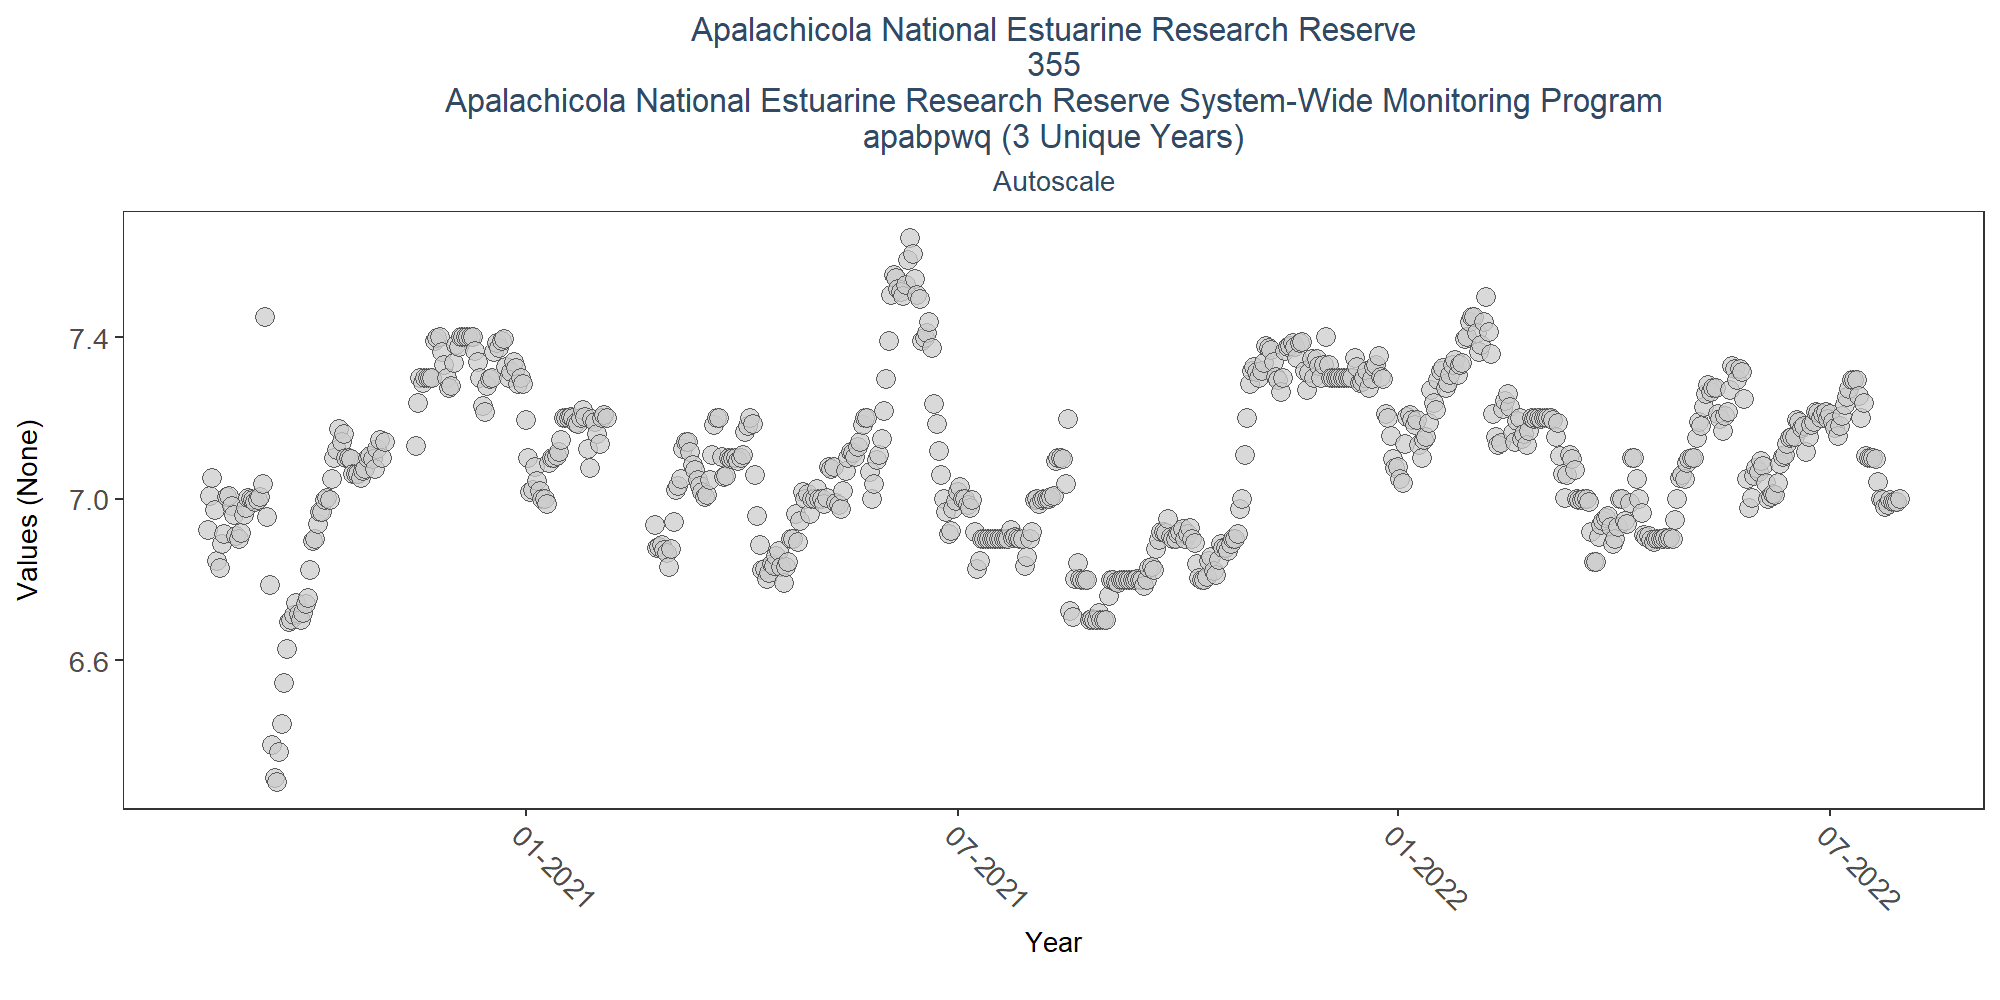 Apalachicola National Estuarine Research Reserve
355
Apalachicola National Estuarine Research Reserve System-Wide Monitoring Program
apabpwq (3 Unique Years)
Autoscale
Values (None)
7.4
7.0
6.6
01-2021
07-2021
01-2022
07-2022
Year